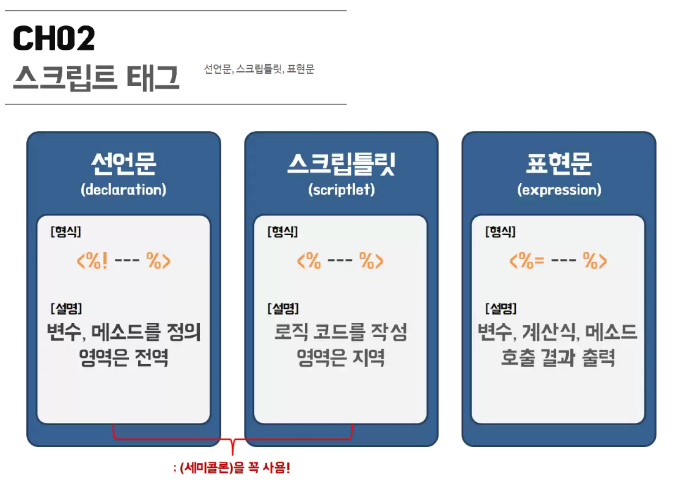 CH02
스크립트 태그
선언문, 스크립틀릿, 표현문
선언문
(declaration)
[형식]
<%! --- %>
[설명]
변수, 메소드를 정의
영역은 전역
스크립틀릿
(scriptlet)
[형식]
<% --- %>
[설명]
로직 코드를 작성
영역은 지역
표현문
(expression)
[형식]
<%= --- %>
[설명]
변수, 계산식, 메소드
호출 결과 출력
; (세미콜론)을 꼭 사용!